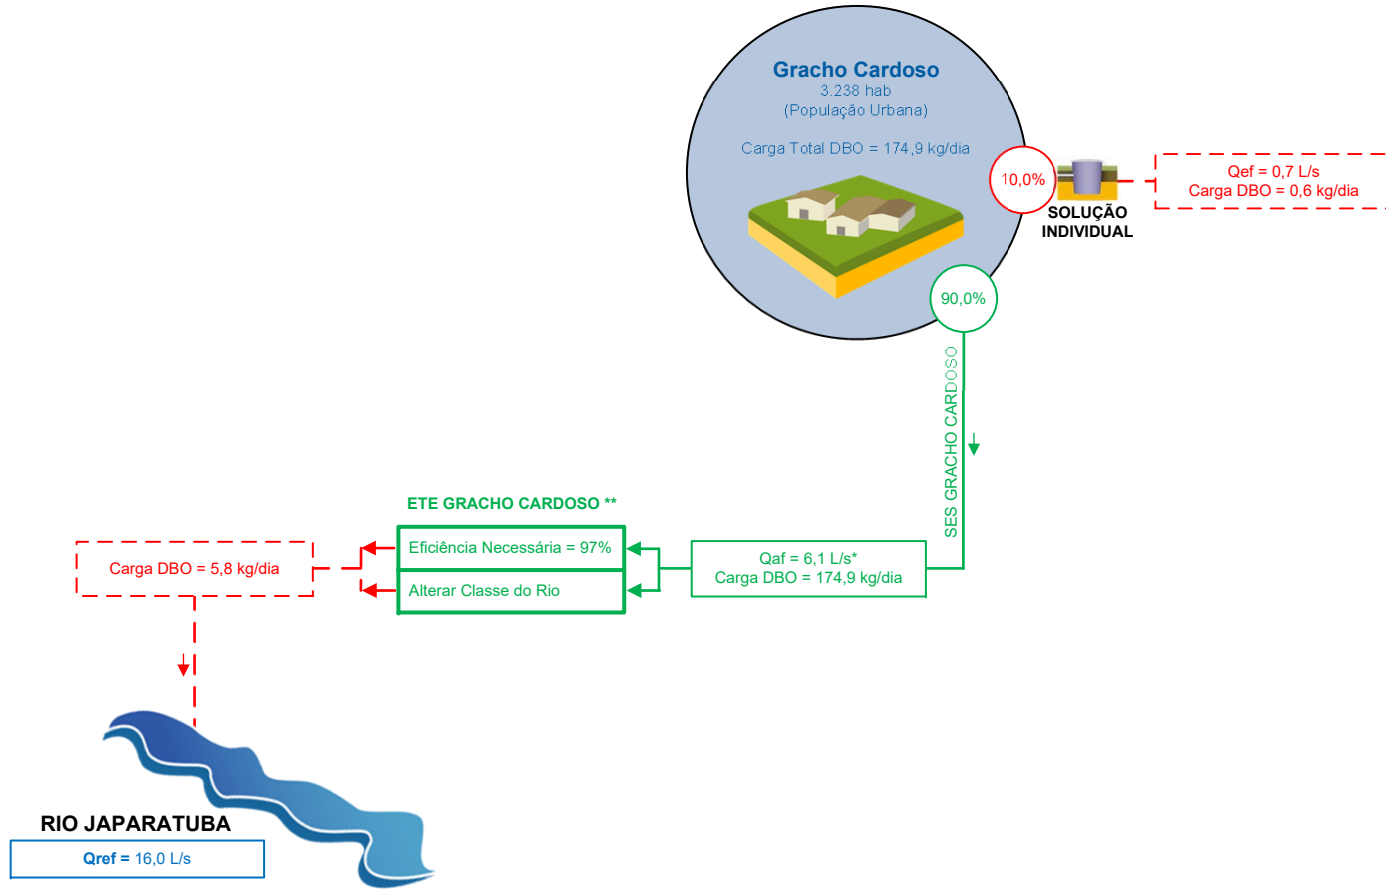 Gracho Cardoso
3.238 hab
(População Urbana)
Carga Total DBO = 174,9 kg/dia
10,0%
SOLUÇÃO
INDIVIDUAL
Qef = 0,7 L/s
Carga DBO = 0,6 kg/dia
90,0%
SES GRACHO CARDOSO
ETE GRACHO CARDOSO **
Eficiência Necessária = 97%
Alterar Classe do Rio
Qaf = 6,1 L/s*
Carga DBO = 174,9 kg/dia
Carga DBO = 5,8 kg/dia
RIO JAPARATUBA
Qref = 16,0 L/s